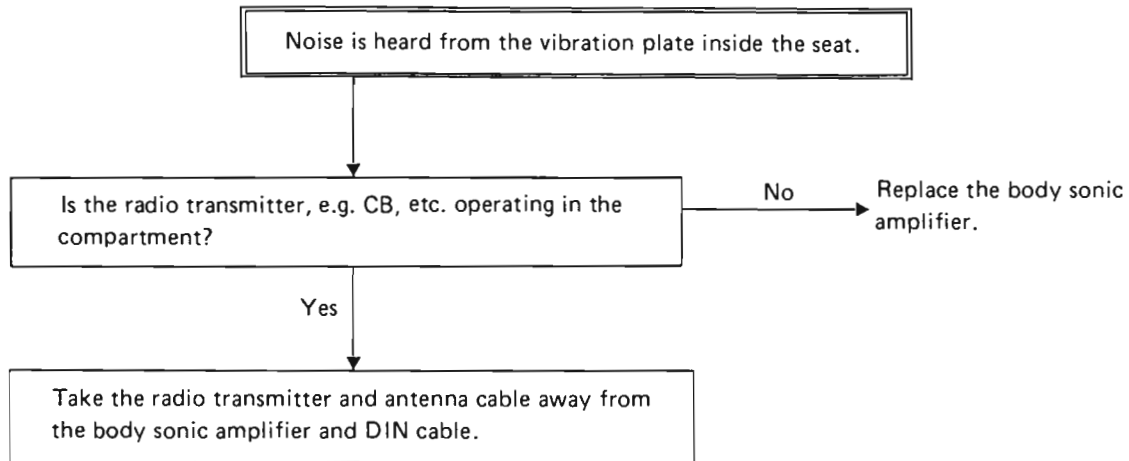 Noise is heard from the vibration plate inside the seat.
Is the radio transmitter, e.g. CB, etc. operating in the
compartment?
No
Replace the body sonic
amplifier.
Yes
Take the radio transmitter and antenna cable away from
the body sonic amplifier and DIN cable.